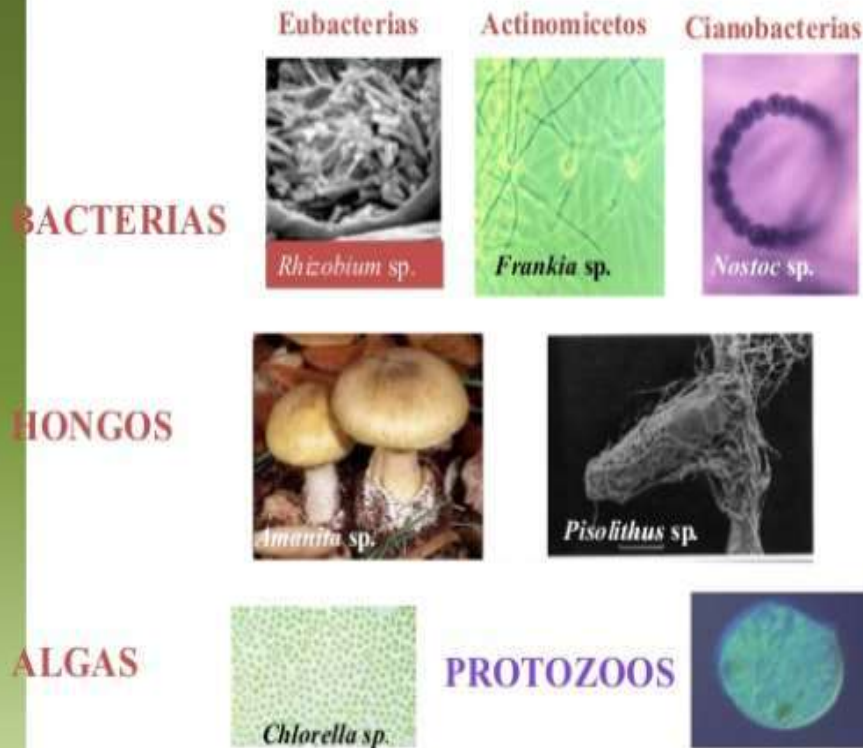 Eubacterias Actinomicetos Cianobacterias
BACTERIAS
Rhizobium sp. Frankia sp. Nostoc sp.
HONGOS
Amanita sp. Pisolithus sp.
ALGAS
PROTOZOOS
Chlorella sp.